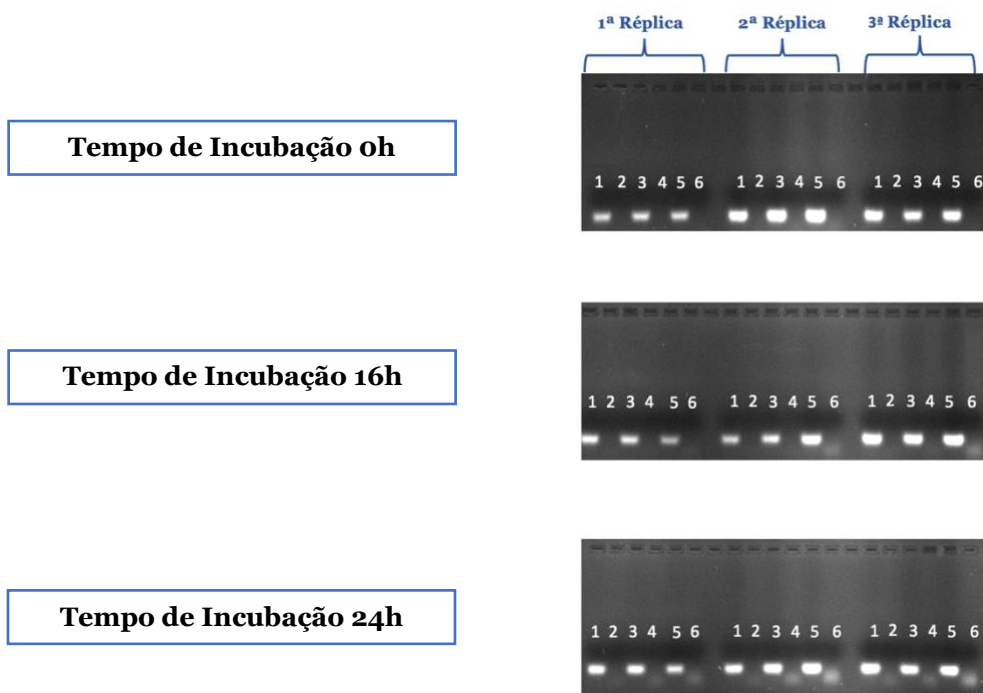 1ª Réplica 2ª Réplica 3ª Réplica
Tempo de Incubação 0h
1 2 3 4 5 6 1 2 3 4 5 6 1 2 3 4 5 6
Tempo de Incubação 16h
1 2 3 4 5 6 1 2 3 4 5 6 1 2 3 4 5 6
Tempo de Incubação 24h
1 2 3 4 5 6 1 2 3 4 5 6 1 2 3 4 5 6